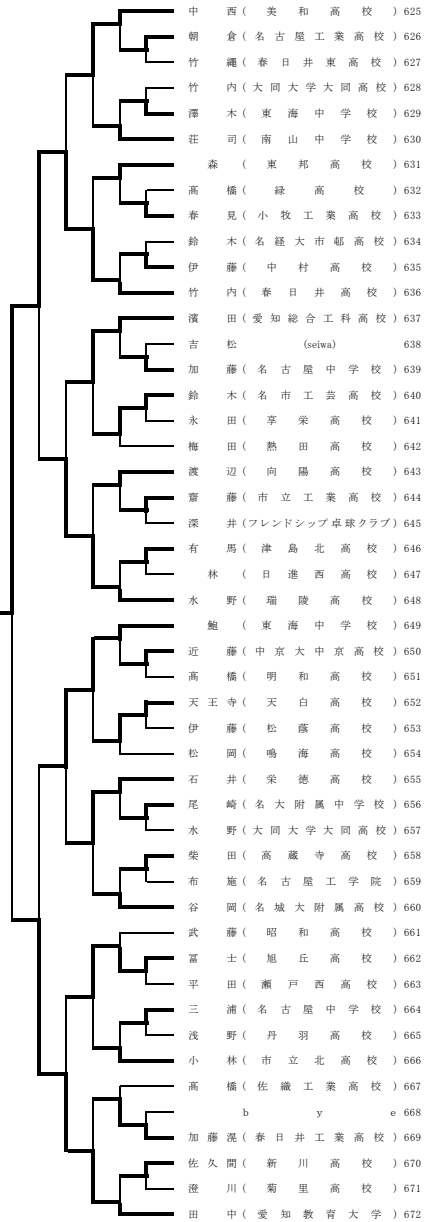 中西(美和高校)625
朝倉(名古屋工業高校)626
竹繩(春日井東高校)627
竹内(大同大学大同高校)628
澤木(東海中学校)629
荘司(南山中学校)630
森(東邦高校)631
髙橋(緑高校)632
春見(小牧工業高校)633
鈴木(名経大市邨高校)634
伊藤(中村高校)635
竹内(春日井高校)636
濱田(愛知総合工科高校)637
吉松(seiwa)638
加藤(名古屋中学校)639
鈴木(名市工芸高校)640
永田(享栄高校)641
梅田(熱田高校)642
渡辺(向陽高校)643
齋藤(市立工業高校)644
深井(フレンドシップ卓球クラブ)645
有馬(津島北高校)646
林(日進西高校)647
水野(瑞陵高校)648
鮑(東海中学校)649
近藤(中京大中京高校)650
髙橋(明和高校)651
天王寺(天白高校)652
伊藤(松蔭高校)653
松岡(鳴海高校)654
石井(栄徳高校)655
尾崎(名大附属中学校)656
水野(大同大学大同高校)657
柴田(高蔵寺高校)658
布施(名古屋工学院)659
谷岡(名城大附属高校)660
武藤(昭和高校)661
冨士(旭丘高校)662
平田(瀬戸西高校)663
三浦(名古屋中学校)664
浅野(丹羽高校)665
小林(市立北高校)666
髙橋(佐織工業高校)667
bye 668
加藤滉(春日井工業高校)669
佐久間(新川高校)670
澄川(菊里高校)671
田中(愛知教育大学)672